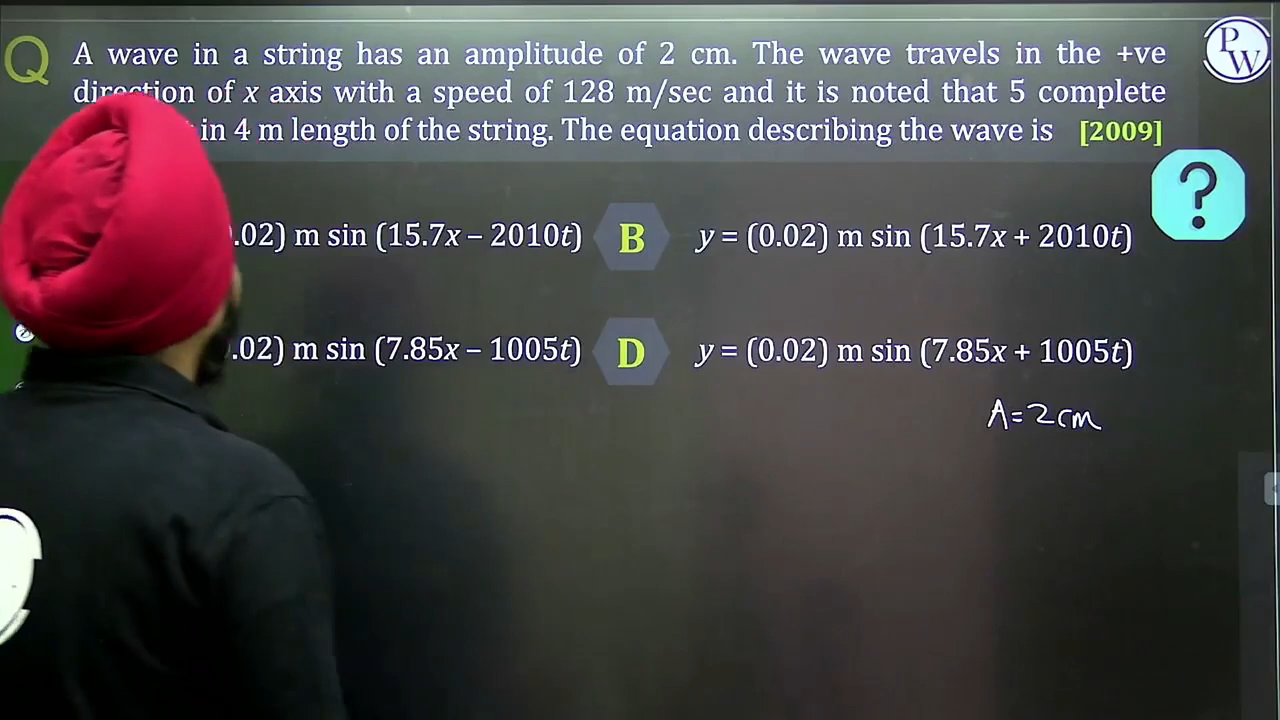 Q
A wave in a string has an amplitude of 2 cm. The wave travels in the +ve
direction of x axis with a speed of 128 m/sec and it is noted that 5 complete
in 4 m length of the string. The equation describing the wave is [2009]
PW
?
.02) m sin (15.7x – 2010t) B y = (0.02) m sin (15.7x + 2010t)
.02) m sin (7.85x – 1005t) D y = (0.02) m sin (7.85x + 1005t)
A=2cm